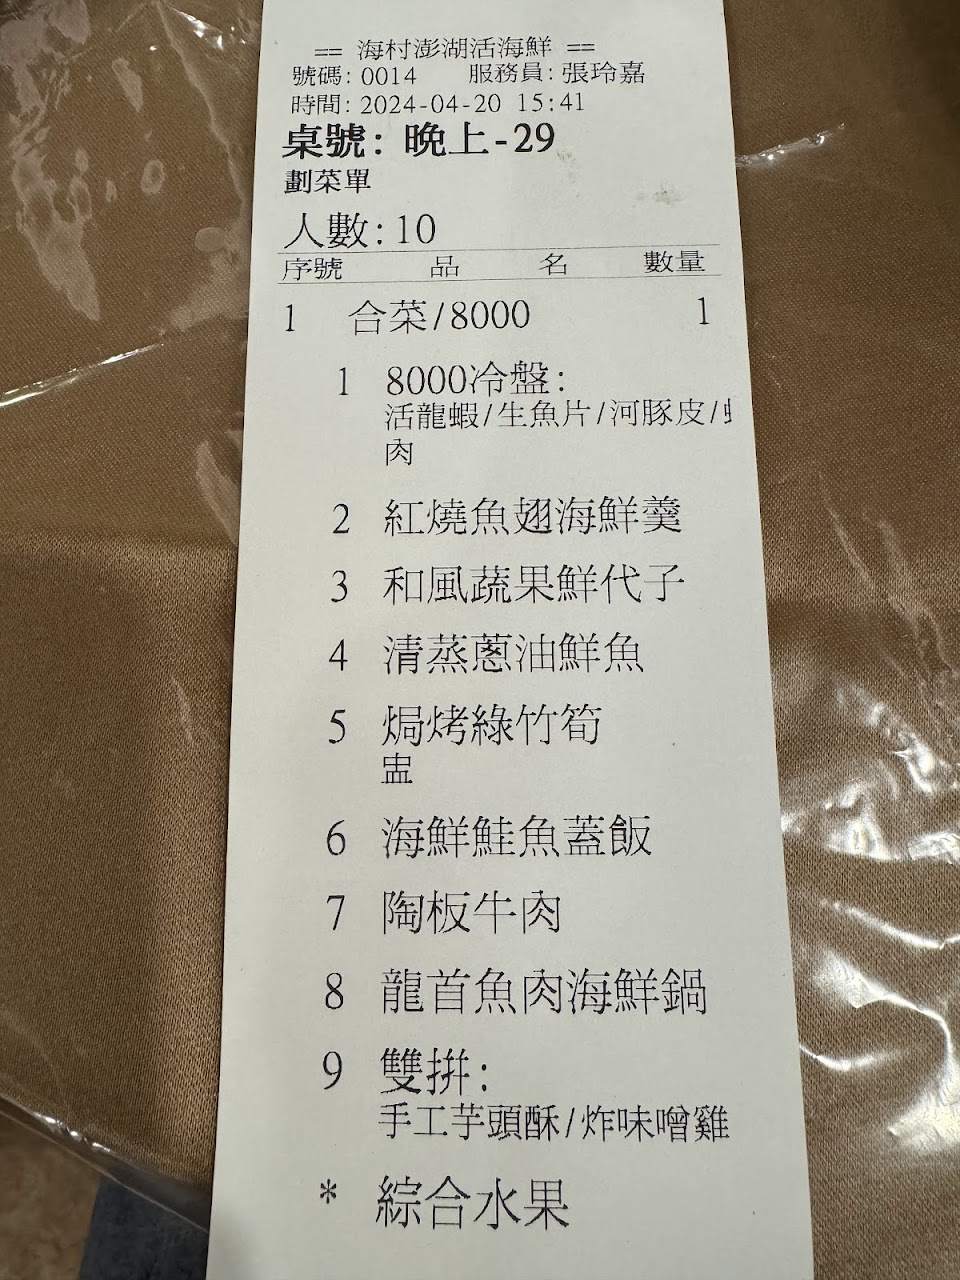 == 海村澎湖活海鮮 ==
號碼: 0014 服務員: 張玲嘉
時間: 2024-04-20 15:41
桌號: 晚上-29
劃菜單
人數:10
序號 品 名 數量
1 合菜/8000 1
1 8000冷盤:
活龍蝦/生魚片/河豚皮/
肉
2 紅燒魚翅海鮮羹
3 和風蔬果鮮代子
4 清蒸蔥油鮮魚
5 焗烤綠竹筍
盅
6 海鮮鮭魚蓋飯
7 陶板牛肉
8 龍首魚肉海鮮鍋
9 雙拼:
手工芋頭酥/炸味噌雞
* 綜合水果